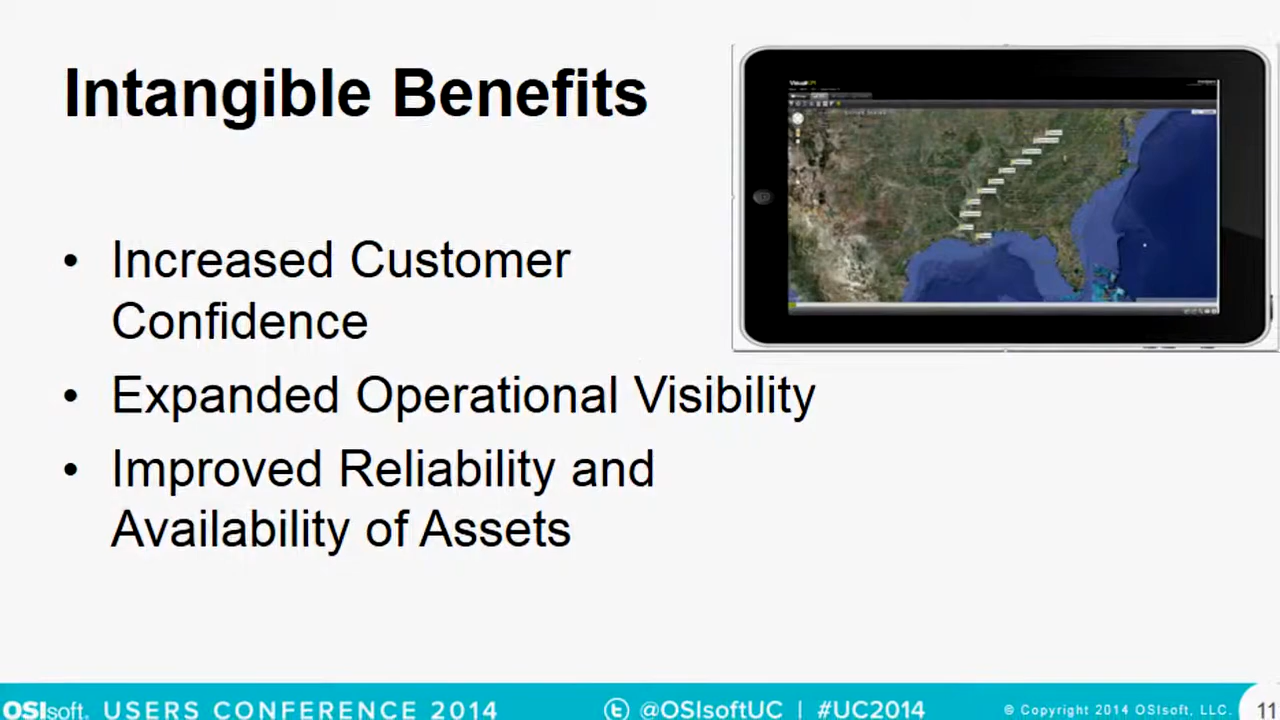 Intangible Benefits
• Increased Customer
Confidence
• Expanded Operational Visibility
• Improved Reliability and
Availability of Assets
OSIsoft. USERS CONFERENCE 2014
@OSIsoftUC | #UC2014
© Copyright 2014 OSIsoft, LLC.
11